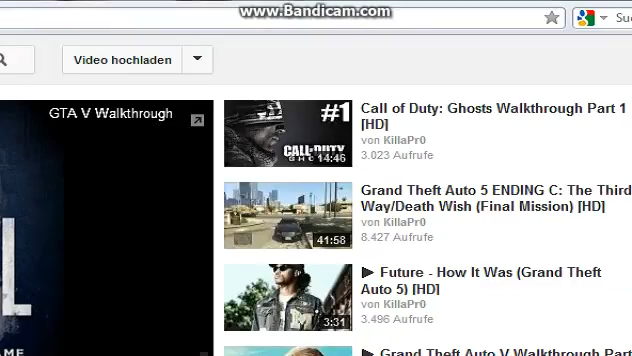 www.Bandicam.com
Video hochladen
GTA V Walkthrough
#1
CALL OF DUTY
14:46
Call of Duty: Ghosts Walkthrough Part 1
[HD]
von KillaPr0
3.023 Aufrufe
41:58
Grand Theft Auto 5 ENDING C: The Third
Way/Death Wish (Final Mission) [HD]
von KillaPr0
8.427 Aufrufe
3:31
► Future - How It Was (Grand Theft
Auto 5) [HD]
von KillaPr0
3.496 Aufrufe
► Grand Theft Auto V Walkthrough Part